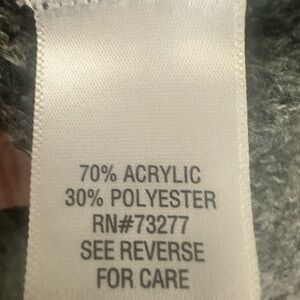 70% ACRYLIC
30% POLYESTER
RN#73277
SEE REVERSE
FOR CARE